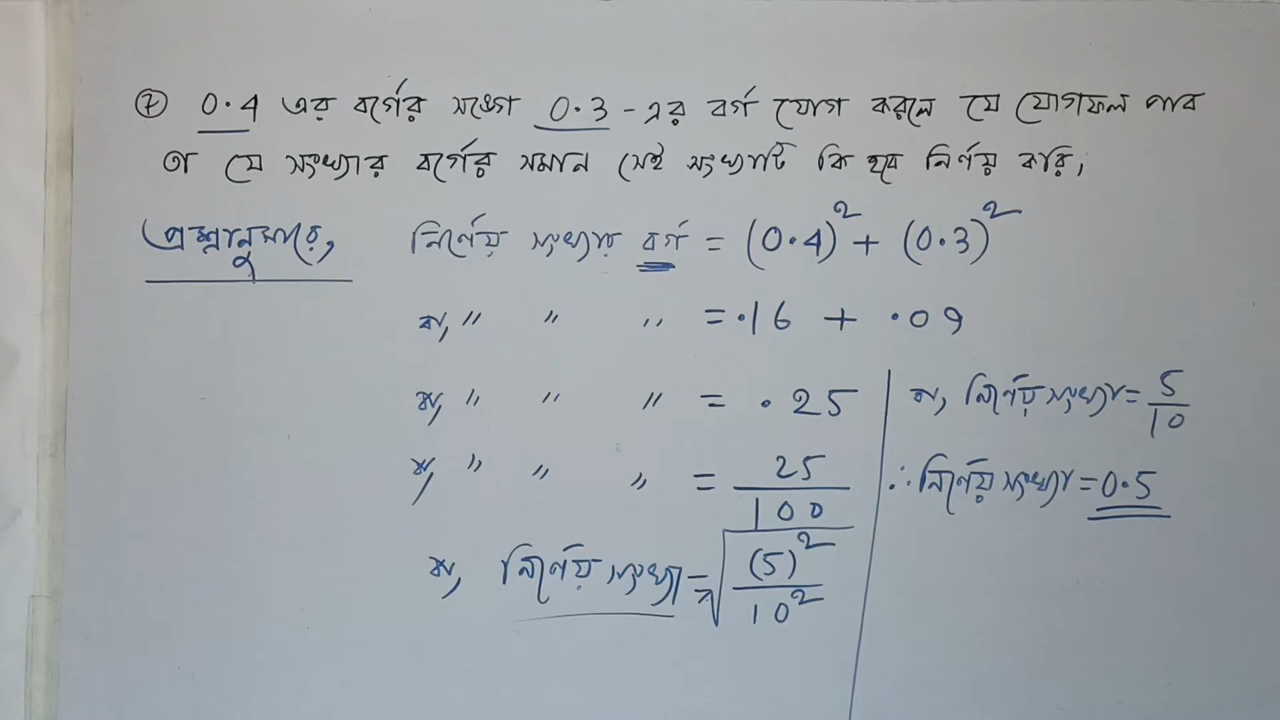 ⑦ 0.4 এর বর্গের সঙ্গে 0.3 - এর বর্গ যোগ করলে যে যোগফল পাব
তা যে সংখ্যার বর্গের সমান সেই সংখ্যাটি কি হবে নির্ণয় করি,
প্রশ্নানুসারে, নির্ণেয় সংখ্যার বর্গ = (0.4)² + (0.3)²
বা, " " " = .16 + .09
বা, " " " = .25
বা, " " " = 25/100
বা, নির্ণেয় সংখ্যা = √((5)²/10²)
বা, নির্ণেয় সংখ্যা = 5/10
∴ নির্ণেয় সংখ্যা = 0.5